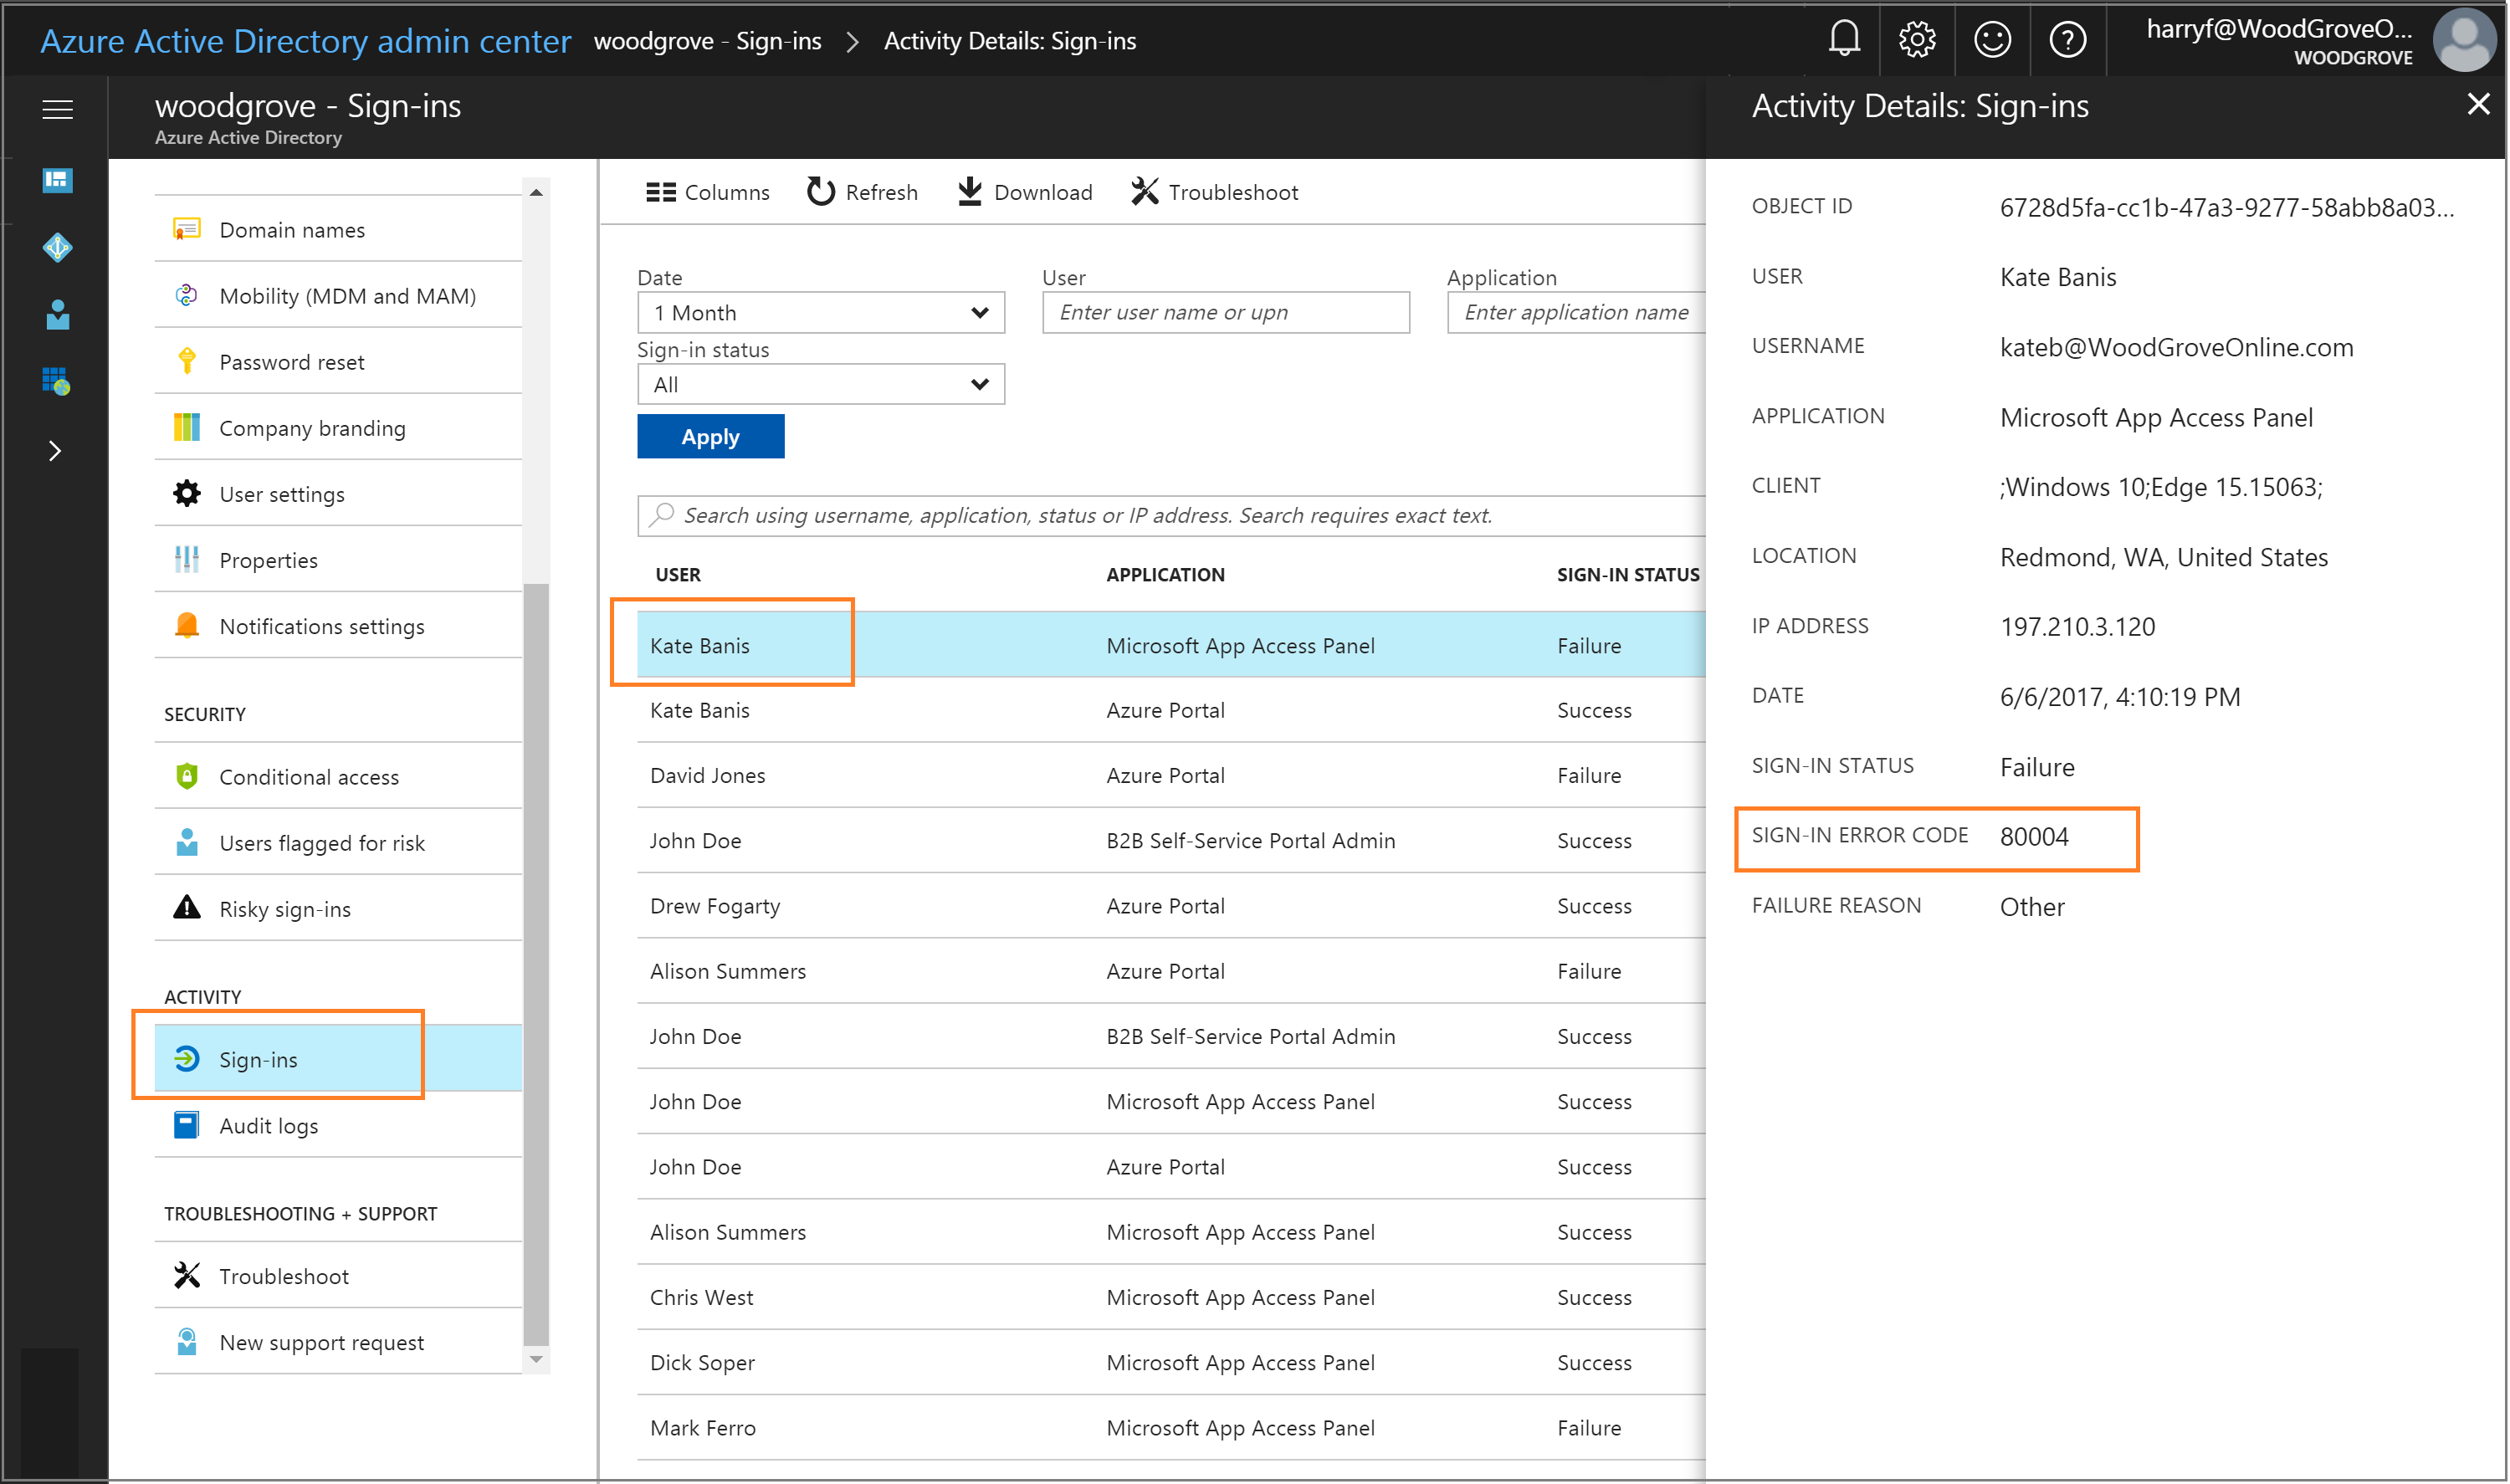 Azure Active Directory admin center woodgrove - Sign-ins > Activity Details: Sign-ins
harryf@WoodGroveO...
WOODGROVE
woodgrove - Sign-ins
Azure Active Directory
Domain names
Mobility (MDM and MAM)
Password reset
Company branding
User settings
Properties
Notifications settings
SECURITY
Conditional access
Users flagged for risk
Risky sign-ins
ACTIVITY
Sign-ins
Audit logs
TROUBLESHOOTING + SUPPORT
Troubleshoot
New support request
Columns Refresh Download Troubleshoot
Date User Application
1 Month Enter user name or upn Enter application name
Sign-in status
All
Apply
Search using username, application, status or IP address. Search requires exact text.
USER APPLICATION SIGN-IN STATUS
Kate Banis Microsoft App Access Panel Failure
Kate Banis Azure Portal Success
David Jones Azure Portal Failure
John Doe B2B Self-Service Portal Admin Success
Drew Fogarty Azure Portal Success
Alison Summers Azure Portal Failure
John Doe B2B Self-Service Portal Admin Success
John Doe Microsoft App Access Panel Success
John Doe Azure Portal Success
Alison Summers Microsoft App Access Panel Success
Chris West Microsoft App Access Panel Success
Dick Soper Microsoft App Access Panel Success
Mark Ferro Microsoft App Access Panel Failure
Activity Details: Sign-ins
OBJECT ID 6728d5fa-cc1b-47a3-9277-58abb8a03...
USER Kate Banis
USERNAME kateb@WoodGroveOnline.com
APPLICATION Microsoft App Access Panel
CLIENT ;Windows 10;Edge 15.15063;
LOCATION Redmond, WA, United States
IP ADDRESS 197.210.3.120
DATE 6/6/2017, 4:10:19 PM
SIGN-IN STATUS Failure
SIGN-IN ERROR CODE 80004
FAILURE REASON Other